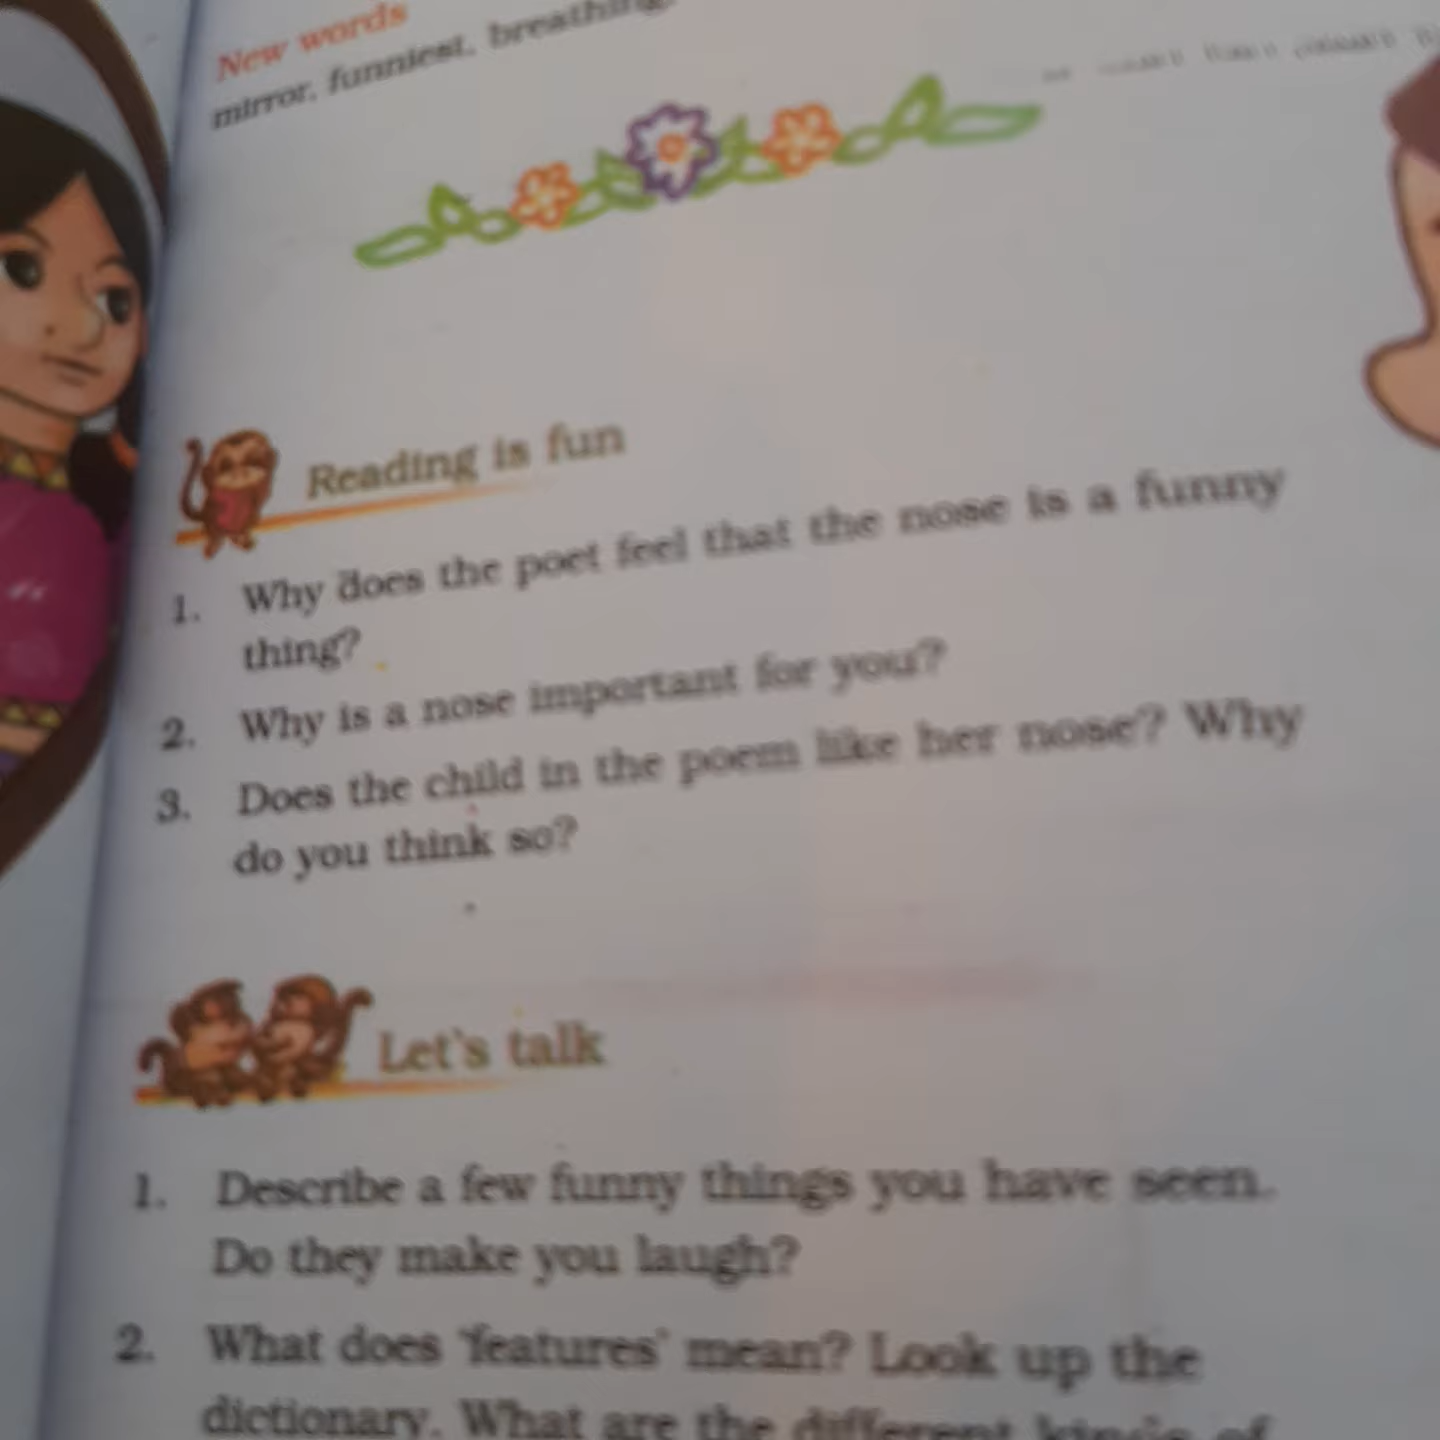 New words
mirror, funniest, breathing,
Reading is fun
1. Why does the poet feel that the nose is a funny
thing?
2. Why is a nose important for you?
3. Does the child in the poem like her nose? Why
do you think so?
Let's talk
1. Describe a few funny things you have seen.
Do they make you laugh?
2. What does 'features' mean? Look up the
dictionary. What are the different kinds of